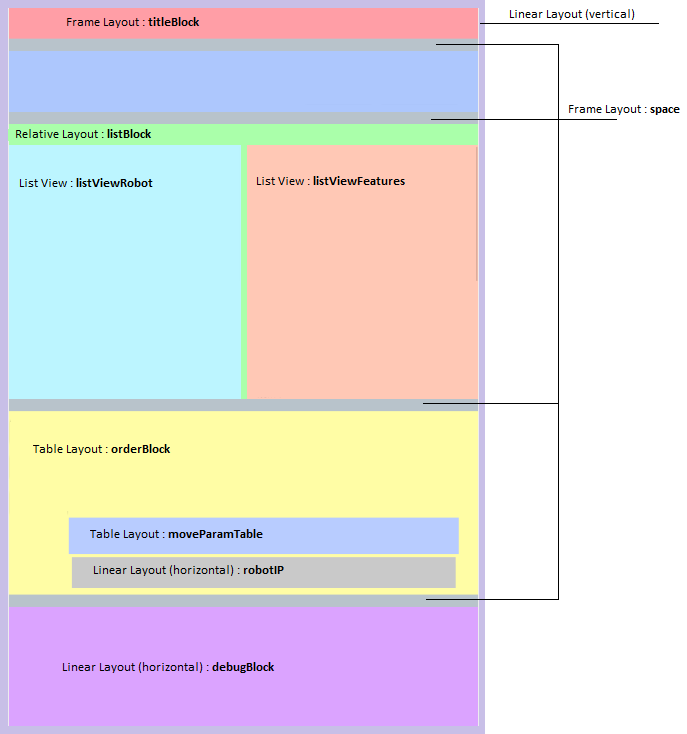 Linear Layout (vertical)
Frame Layout : titleBlock
Frame Layout : space
Relative Layout : listBlock
List View : listViewRobot
List View : listViewFeatures
Table Layout : orderBlock
Table Layout : moveParamTable
Linear Layout (horizontal) : robotIP
Linear Layout (horizontal) : debugBlock